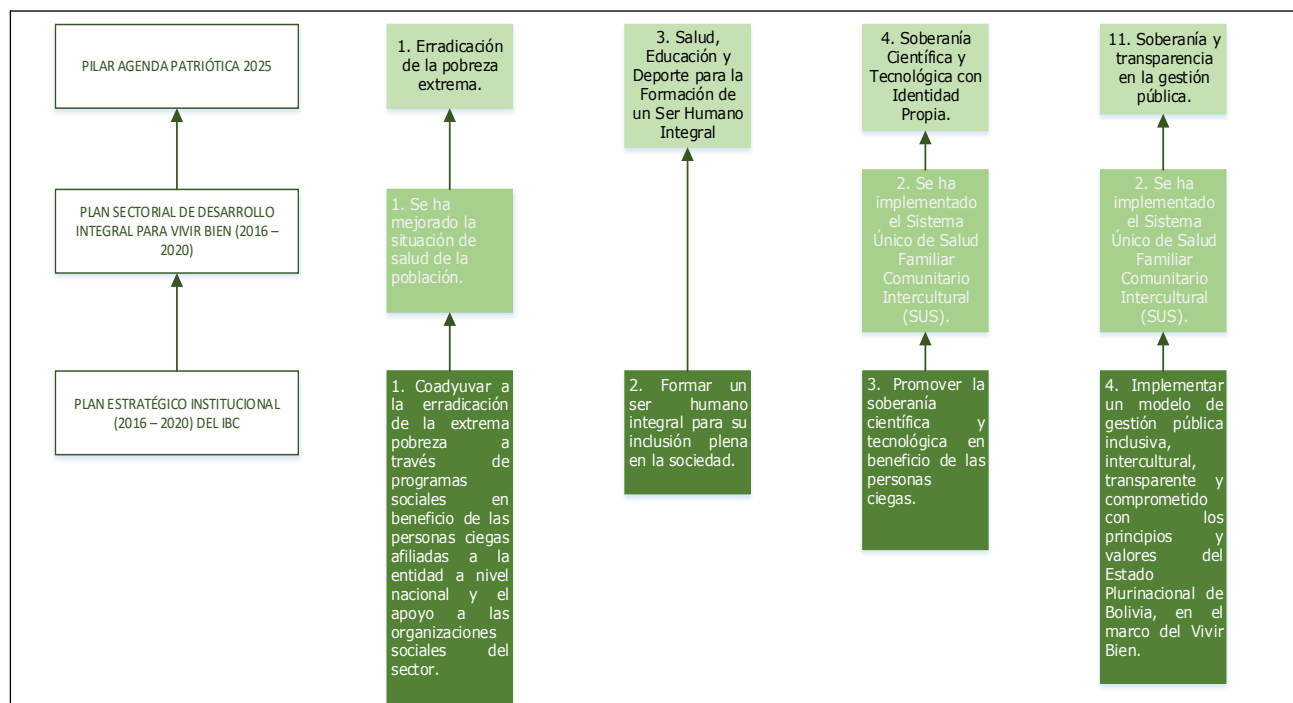 PILAR AGENDA PATRIÓTICA 2025
1. Erradicación
de la pobreza
extrema.
3. Salud,
Educación y
Deporte para la
Formación de
un Ser Humano
Integral
4. Soberanía
Científica y
Tecnológica con
Identidad
Propia.
11. Soberanía y
transparencia
en la gestión
pública.
PLAN SECTORIAL DE DESARROLLO
INTEGRAL PARA VIVIR BIEN (2016 –
2020)
1. Se ha
mejorado la
situación de
salud de la
población.
2. Se ha
implementado
el Sistema
Único de Salud
Familiar
Comunitario
Intercultural
(SUS).
2. Se ha
implementado
el Sistema
Único de Salud
Familiar
Comunitario
Intercultural
(SUS).
PLAN ESTRATÉGICO INSTITUCIONAL
(2016 – 2020) DEL IBC
1. Coadyuvar a
la erradicación
de la extrema
pobreza a
través de
programas
sociales en
beneficio de las
personas ciegas
afiliadas a la
entidad a nivel
nacional y el
apoyo a las
organizaciones
sociales del
sector.
2. Formar un
ser humano
integral para su
inclusión plena
en la sociedad.
3. Promover la
soberanía
científica y
tecnológica en
beneficio de las
personas
ciegas.
4. Implementar
un modelo de
gestión pública
inclusiva,
intercultural,
transparente y
comprometido
con los
principios y
valores del
Estado
Plurinacional de
Bolivia, en el
marco del Vivir
Bien.